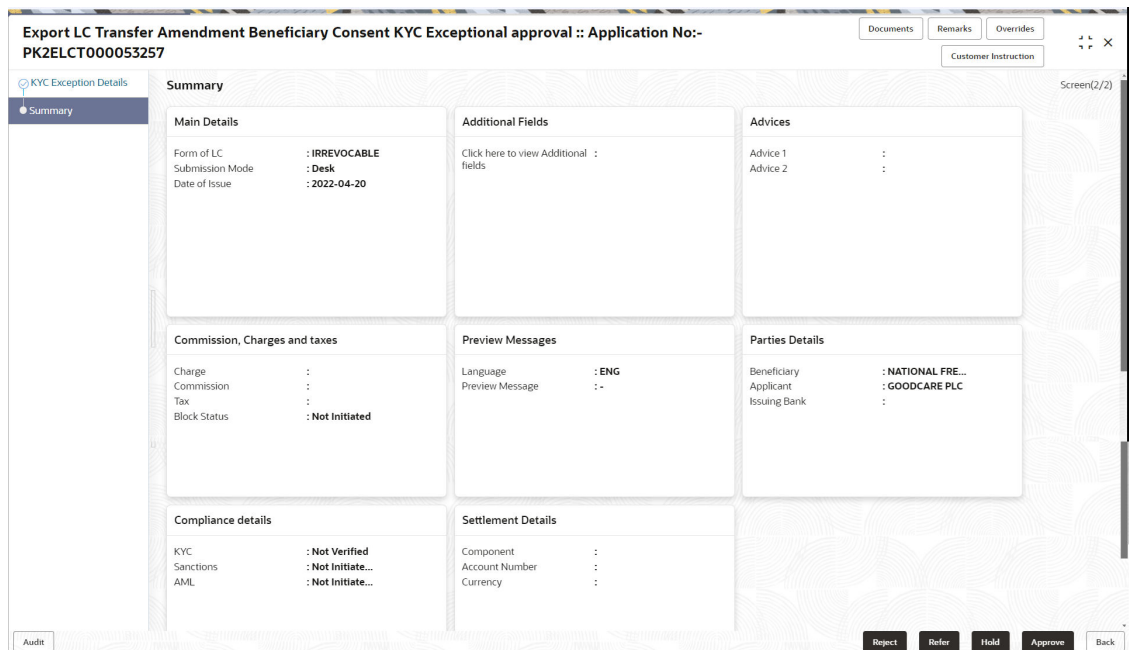 Export LC Transfer Amendment Beneficiary Consent KYC Exceptional approval :: Application No:-
PK2ELCT000053257
Documents
Remarks
Overrides
Customer Instruction
KYC Exception Details
Summary
Summary
Screen(2/2)
Main Details
Form of LC : IRREVOCABLE
Submission Mode : Desk
Date of Issue : 2022-04-20
Additional Fields
Click here to view Additional :
fields
Advices
Advice 1 :
Advice 2 :
Commission, Charges and taxes
Charge :
Commission :
Tax :
Block Status : Not Initiated
Preview Messages
Language : ENG
Preview Message : -
Parties Details
Beneficiary : NATIONAL FRE...
Applicant : GOODCARE PLC
Issuing Bank :
Compliance details
KYC : Not Verified
Sanctions : Not Initiate...
AML : Not Initiate...
Settlement Details
Component :
Account Number :
Currency :
Audit
Reject
Refer
Hold
Approve
Back